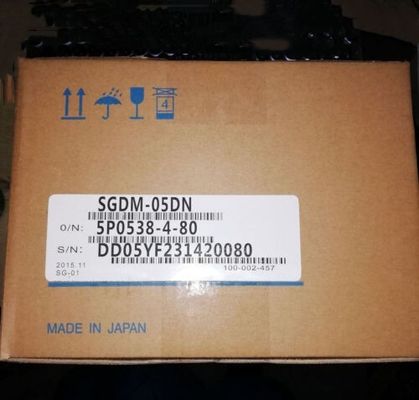 4
SGDM-05DN
O/N: 5P0538-4-80
S/N: DD05YF231420080
2015.11
100-002-457
SG-01
MADE IN JAPAN